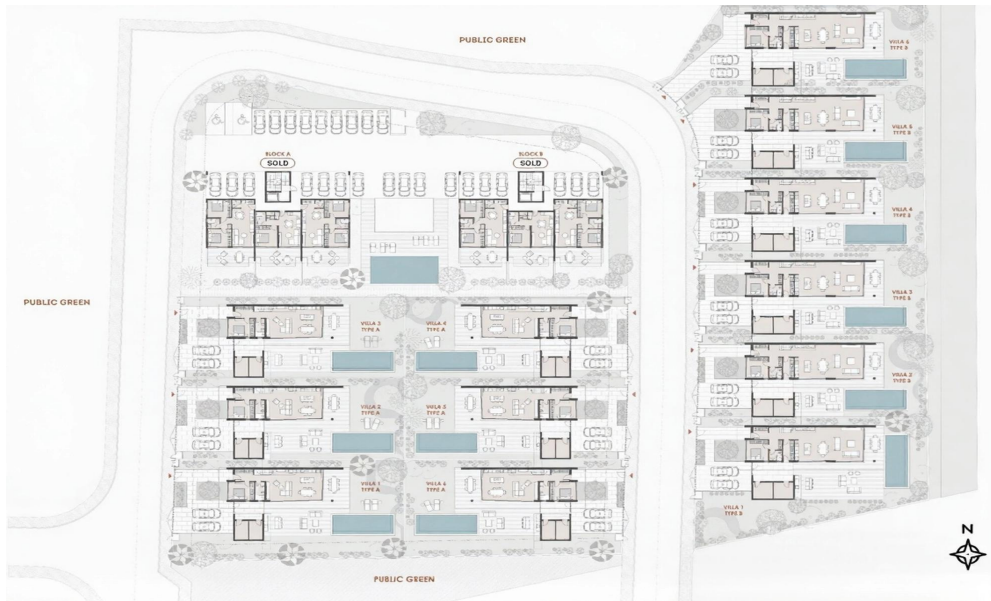 PUBLIC GREEN
VILLA 6
TYPE B
VILLA 5
TYPE B
BLOCK A
SOLD
BLOCK B
SOLD
VILLA 4
TYPE B
PUBLIC GREEN
VILLA 3
TYPE B
VILLA 3
TYPE A
VILLA 4
TYPE A
VILLA 2
TYPE B
VILLA 2
TYPE A
VILLA 5
TYPE A
VILLA 1
TYPE A
VILLA 6
TYPE A
VILLA 1
TYPE B
N
PUBLIC GREEN